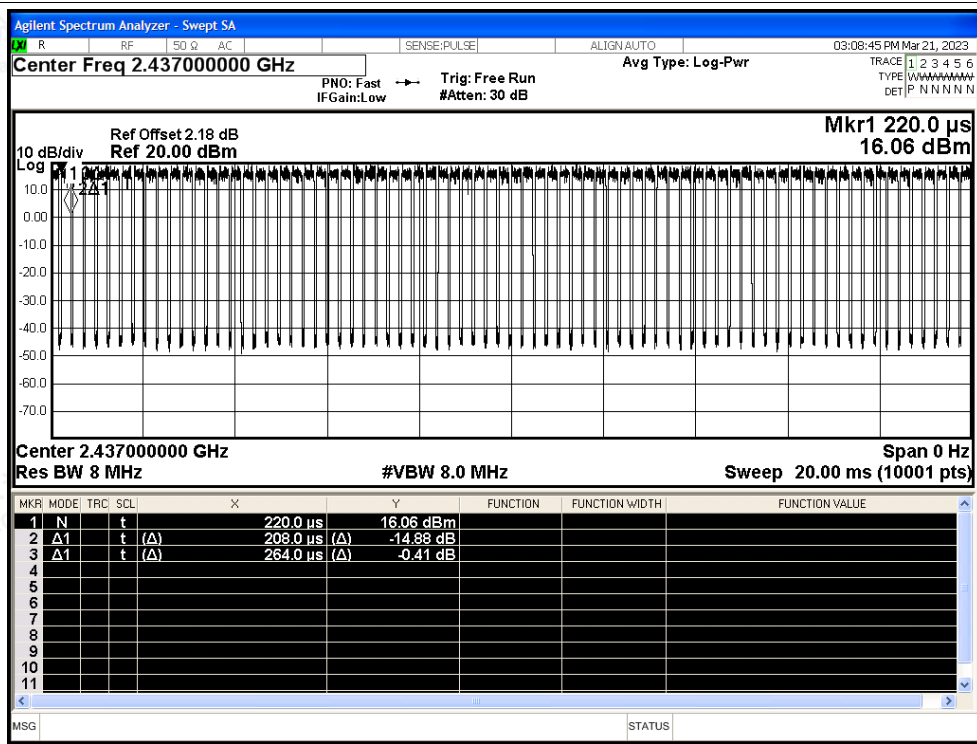 Agilent Spectrum Analyzer - Swept SA
LXI R RF 50 Ω AC SENSE:PULSE ALIGN AUTO 03:08:45 PM Mar 21, 2023
Center Freq 2.437000000 GHz
PNO: Fast
IFGain:Low
Trig: Free Run
#Atten: 30 dB
Avg Type: Log-Pwr
TRACE 1 2 3 4 5 6
TYPE
DET P N N N N N
Mkr1 220.0 µs
16.06 dBm
10 dB/div
Log
Ref Offset 2.18 dB
Ref 20.00 dBm
2Δ1
10.0
0.00
-10.0
-20.0
-30.0
-40.0
-50.0
-60.0
-70.0
Center 2.437000000 GHz Span 0 Hz
Res BW 8 MHz #VBW 8.0 MHz Sweep 20.00 ms (10001 pts)
MKR MODE TRC SCL X Y FUNCTION FUNCTION WIDTH FUNCTION VALUE
1 N t 220.0 µs 16.06 dBm
2 Δ1 t (Δ) 208.0 µs (Δ) -14.88 dB
3 Δ1 t (Δ) 264.0 µs (Δ) -0.41 dB
4
5
6
7
8
9
10
11
MSG STATUS